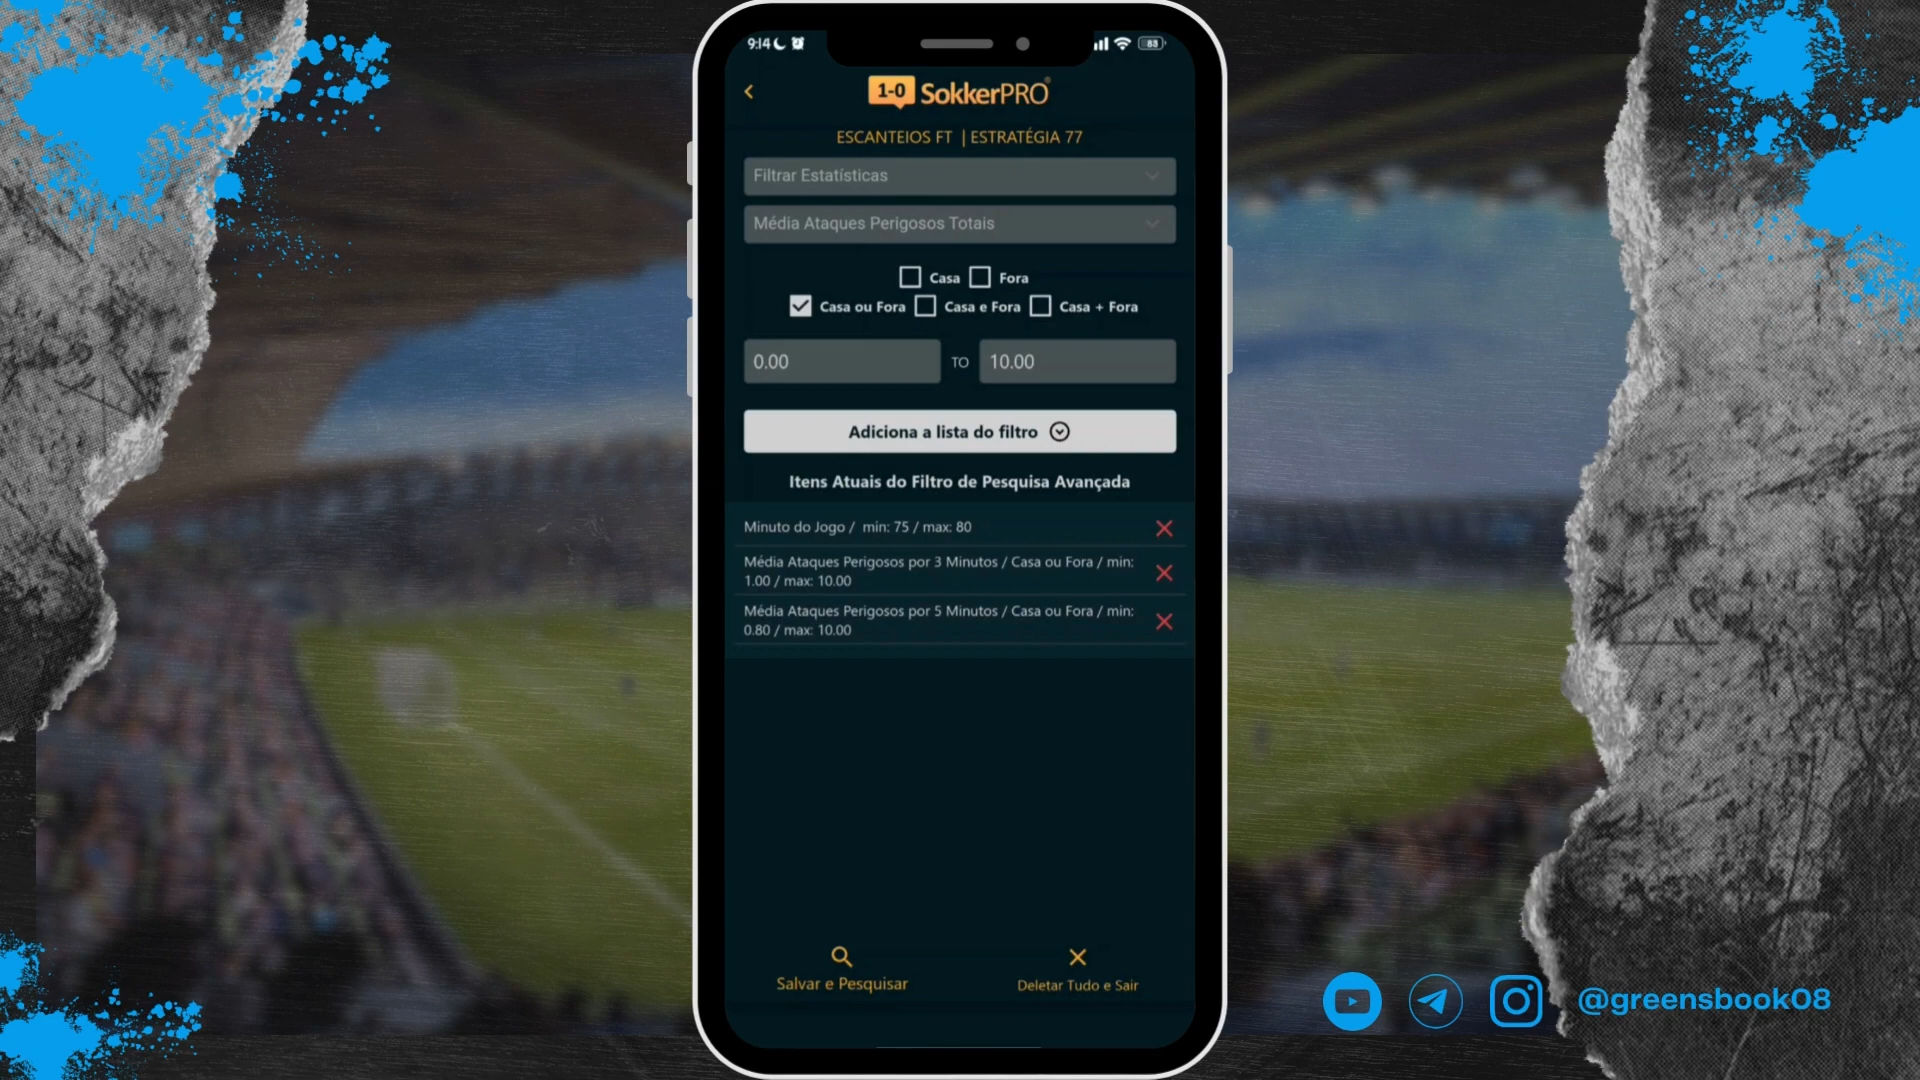 9:14
83
1-0 SokkerPRO®
ESCANTEIOS FT | ESTRATÉGIA 77
Filtrar Estatísticas
Média Ataques Perigosos Totais
Casa Fora
Casa ou Fora Casa e Fora Casa + Fora
0.00 TO 10.00
Adiciona a lista do filtro
Itens Atuais do Filtro de Pesquisa Avançada
Minuto do Jogo / min: 75 / max: 80
Média Ataques Perigosos por 3 Minutos / Casa ou Fora / min:
1.00 / max: 10.00
Média Ataques Perigosos por 5 Minutos / Casa ou Fora / min:
0.80 / max: 10.00
Salvar e Pesquisar
Deletar Tudo e Sair
@greensbook08